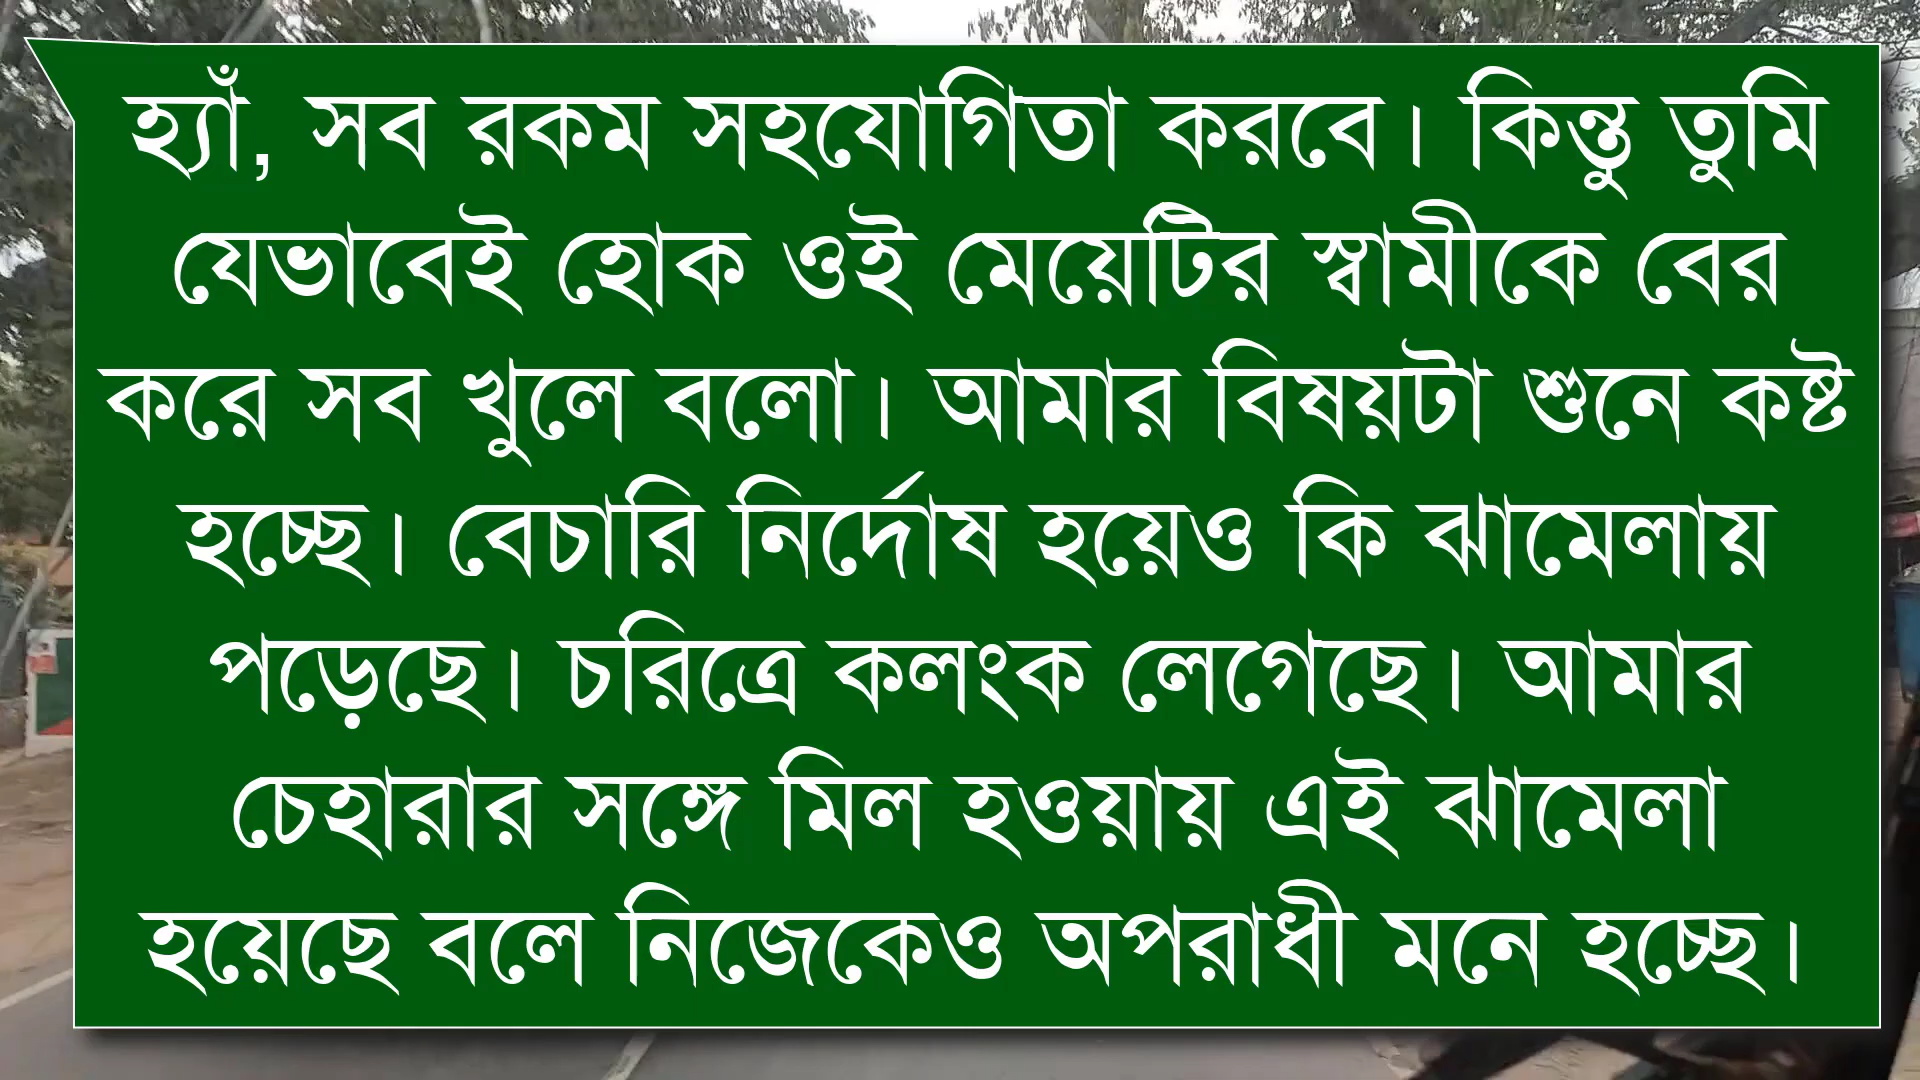 হ্যাঁ, সব রকম সহযোগিতা করবে। কিন্তু তুমি
যেভাবেই হোক ওই মেয়েটির স্বামীকে বের
করে সব খুলে বলো। আমার বিষয়টা শুনে কষ্ট
হচ্ছে। বেচারি নির্দোষ হয়েও কি ঝামেলায়
পড়েছে। চরিত্রে কলংক লেগেছে। আমার
চেহারার সঙ্গে মিল হওয়ায় এই ঝামেলা
হয়েছে বলে নিজেকেও অপরাধী মনে হচ্ছে।